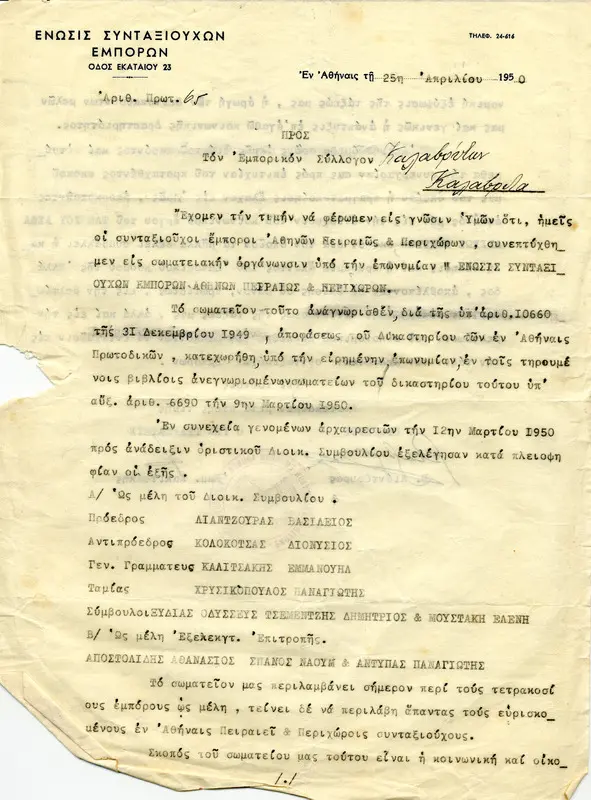 ΕΝΩΣΙΣ ΣΥΝΤΑΞΙΟΥΧΩΝ
ΕΜΠΟΡΩΝ
ΟΔΟΣ ΕΚΑΤΑΙΟΥ 23
ΤΗΛΕΦ. 24-616
Ἐν Ἀθήναις τῇ 25η Ἀπριλίου 1950
Ἀριθ. Πρωτ. 65
ΠΡΟΣ
Τόν Ἐμπορικόν Σύλλογον Καλαβρύτων
Καλάβρυτα
Ἔχομεν τήν τιμήν νά φέρωμεν είς γνῶσιν Ὑμῶν ὅτι, ἡμεῖς
οἱ συνταξιοῦχοι ἔμποροι Ἀθηνῶν Πειραιῶς & Περιχώρων , συνεπτύχθη_
μεν εἰς σωματειακήν ὀργάνωσιν ὑπό τήν ἐπωνυμίαν " ΕΝΩΣΙΣ ΣΥΝΤΑΞΙ_
ΟΥΧΩΝ ΕΜΠΟΡΩΝ ΑΘΗΝΩΝ ΠΕΙΡΑΙΩΣ & ΠΕΡΙΧΩΡΩΝ.
Τό σωματεῖον τοῦτο ἀναγνωρισθέν,διά τῆς ὑπ'ἀριθ.10660
τῆς 31 Δεκεμβρίου 1949 , ἀποφάσεως τοῦ Δικαστηρίου τῶν ἐν Ἀθήναις
Πρωτοδικῶν , κατεχωρήθη,ὑπό τήν εἰρημένην,ἐπωνυμίαν,ἐν τοῖς τηρουμέ
νοις βιβλίοις ἀνεγνωρισμένωνσωματείων τοῦ δικαστηρίου τούτου ὑπ'
αὔξ. ἀριθ. 6690 τήν 9ην Μαρτίου 1950.
Ἐν συνεχεία γενομένων ἀρχαιρεσιῶν τήν 12ην Μαρτίου 1950
πρός ἀνάδειξιν ὁριστικοῦ Διοικ. Συμβουλίου ἐξελέγησαν κατά πλειοψη
φίαν οἱ ἑξῆς .
Α/ Ὡς μέλη τοῦ Διοικ. Συμβουλίου .
Πρόεδρος ΛΙΑΝΤΖΟΥΡΑΣ ΒΑΣΙΛΕΙΟΣ
Αντιπρόεδρος ΚΟΛΟΚΟΤΣΑΣ ΔΙΟΝΥΣΙΟΣ
Γεν. Γραμματευς ΚΑΛΙΤΣΑΚΗΣ ΕΜΜΑΝΟΥΗΛ
Ταμίας ΧΡΥΣΙΚΟΠΟΥΛΟΣ ΠΑΝΑΓΙΩΤΗΣ
ΣύμβουλοιΞΥΔΙΑΣ ΟΔΥΣΣΕΥΣ ΤΣΕΜΕΝΤΖΗΣ ΔΗΜΗΤΡΙΟΣ & ΜΟΥΣΤΑΚΗ ΕΛΕΝΗ
Β/ Ὡς μέλη Ἐξελεκγτ. Ἐπιτροπῆς.
ΑΠΟΣΤΟΛΙΔΗΣ ΑΘΑΝΑΣΙΟΣ ΣΠΑΝΟΣ ΝΑΟΥΜ & ΑΝΤΥΠΑΣ ΠΑΝΑΓΙΩΤΗΣ
Τό σωματεῖον μας περιλαμβάνει σήμερον περί τούς τετρακοσί
ους ἐμπόρους ὡς μέλη , τείνει δέ νά περιλάβη ἅπαντας τούς εὑρισκο_
μένους ἐν Ἀθήναις Πειραιεῖ & Περιχώροις συνταξιούχους.
Σκοπός τοῦ σωματείου μας τούτου εἶναι ἡ κοινωνική καί οἰκο_
1.1